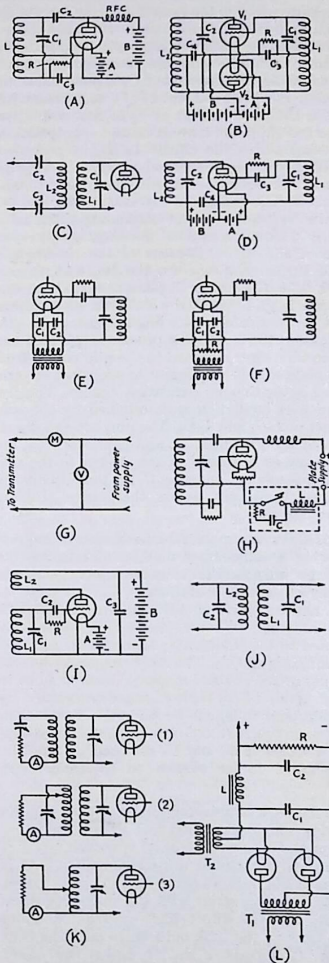 C₂ RFC
L C₁ + B
R A + -
C₃
(A)
V₁
C₂ R C₁
L₂ C₄ C₃ L₁
V₂
+ B - - A +
(B)
C₂ L₂ C₁
C₃ L₁
(C)
R
C₂ C₃ C₁
L₂ C₄ L₁
+ B - - A +
(D)
C₁ C₂
(E)
C₁ C₂
R
(F)
To Transmitter
M
V
From power supply
(G)
Plate Supply
+
-
R L
C
(H)
L₂
C₂ C₃ + B
R
L₁ C₁ A + -
(I)
C₂ L₂ L₁ C₁
(J)
A (1)
A (2)
A (3)
(K)
+ -
R
C₂
L
C₁
T₂
T₁
(L)